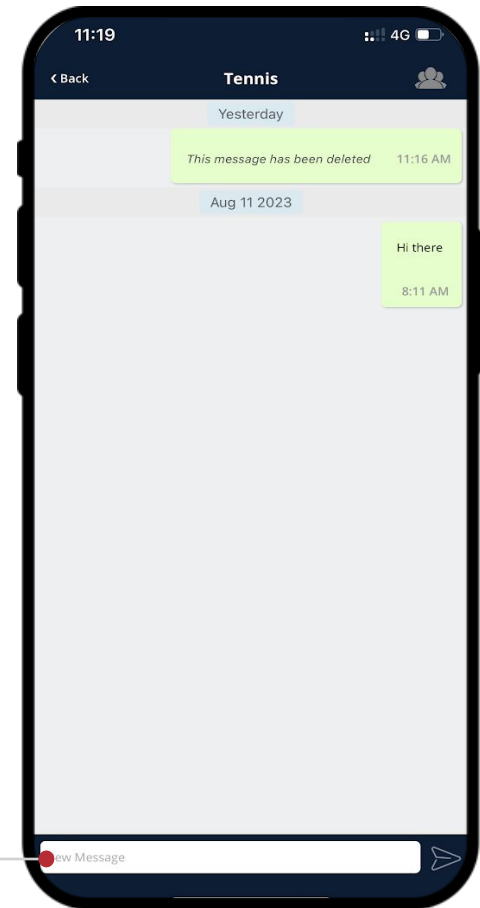 11:19 4G
Back Tennis
Yesterday
This message has been deleted 11:16 AM
Aug 11 2023
Hi there
8:11 AM
ew Message